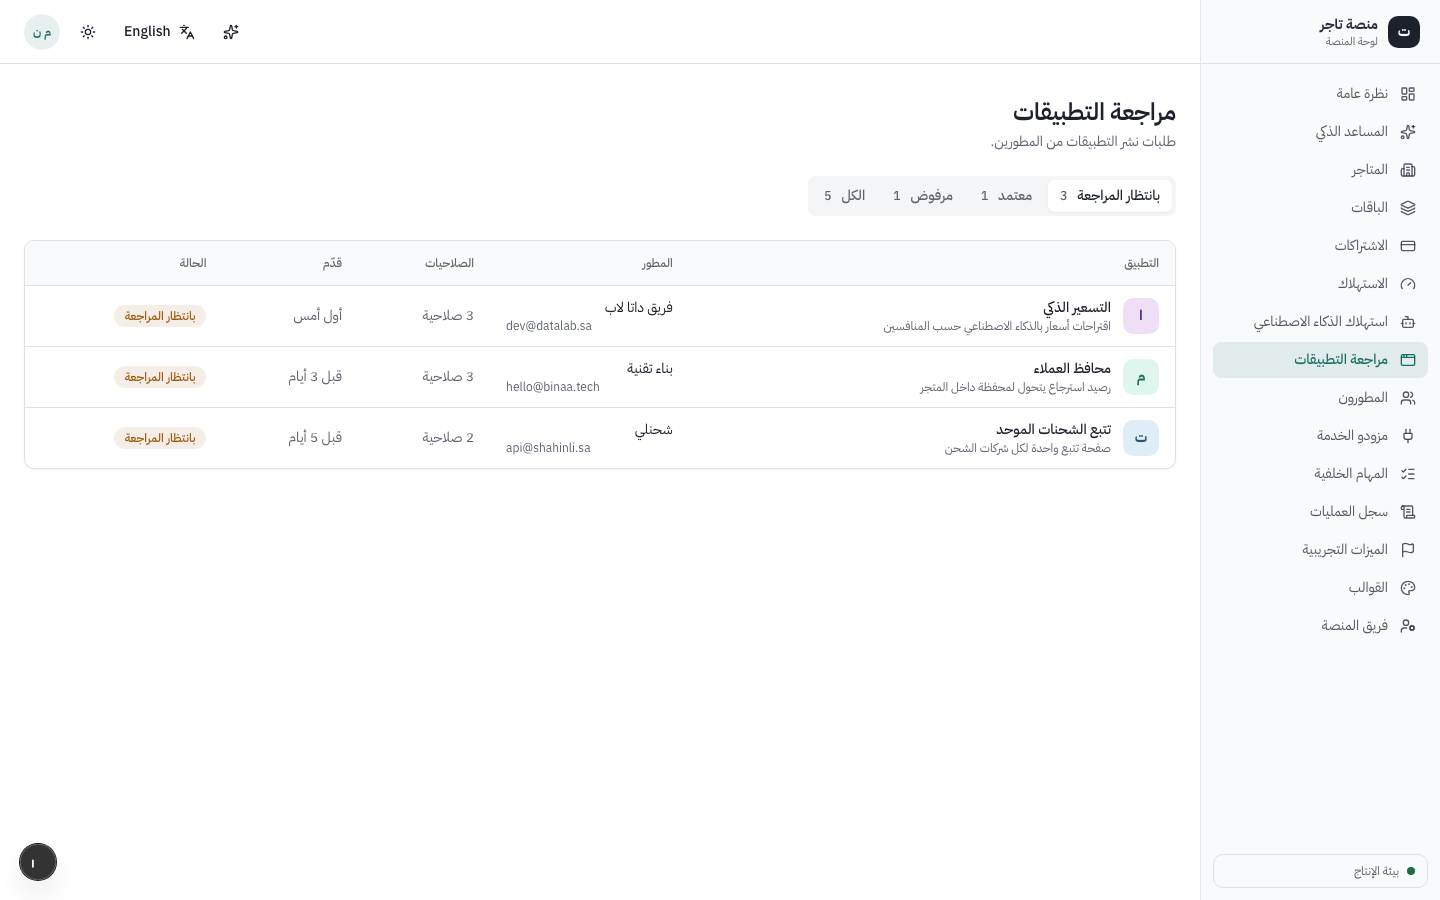 ت
منصة تاجر
لوحة المنصة
نظرة عامة
المساعد الذكي
المتاجر
الباقات
الاشتراكات
الاستهلاك
استهلاك الذكاء الاصطناعي
مراجعة التطبيقات
المطورون
مزودو الخدمة
المهام الخلفية
سجل العمليات
الميزات التجريبية
القوالب
فريق المنصة
بيئة الإنتاج
English
م ن
مراجعة التطبيقات
طلبات نشر التطبيقات من المطورين.
بانتظار المراجعة 3 معتمد 1 مرفوض 1 الكل 5
التطبيق المطور الصلاحيات قدّم الحالة
ا
التسعير الذكي
اقتراحات أسعار بالذكاء الاصطناعي حسب المنافسين
فريق داتا لاب
dev@datalab.sa
3 صلاحية
أول أمس
بانتظار المراجعة
م
محافظ العملاء
رصيد استرجاع يتحول لمحفظة داخل المتجر
بناء تقنية
hello@binaa.tech
3 صلاحية
قبل 3 أيام
بانتظار المراجعة
ت
تتبع الشحنات الموحد
صفحة تتبع واحدة لكل شركات الشحن
شحنلي
api@shahinli.sa
2 صلاحية
قبل 5 أيام
بانتظار المراجعة